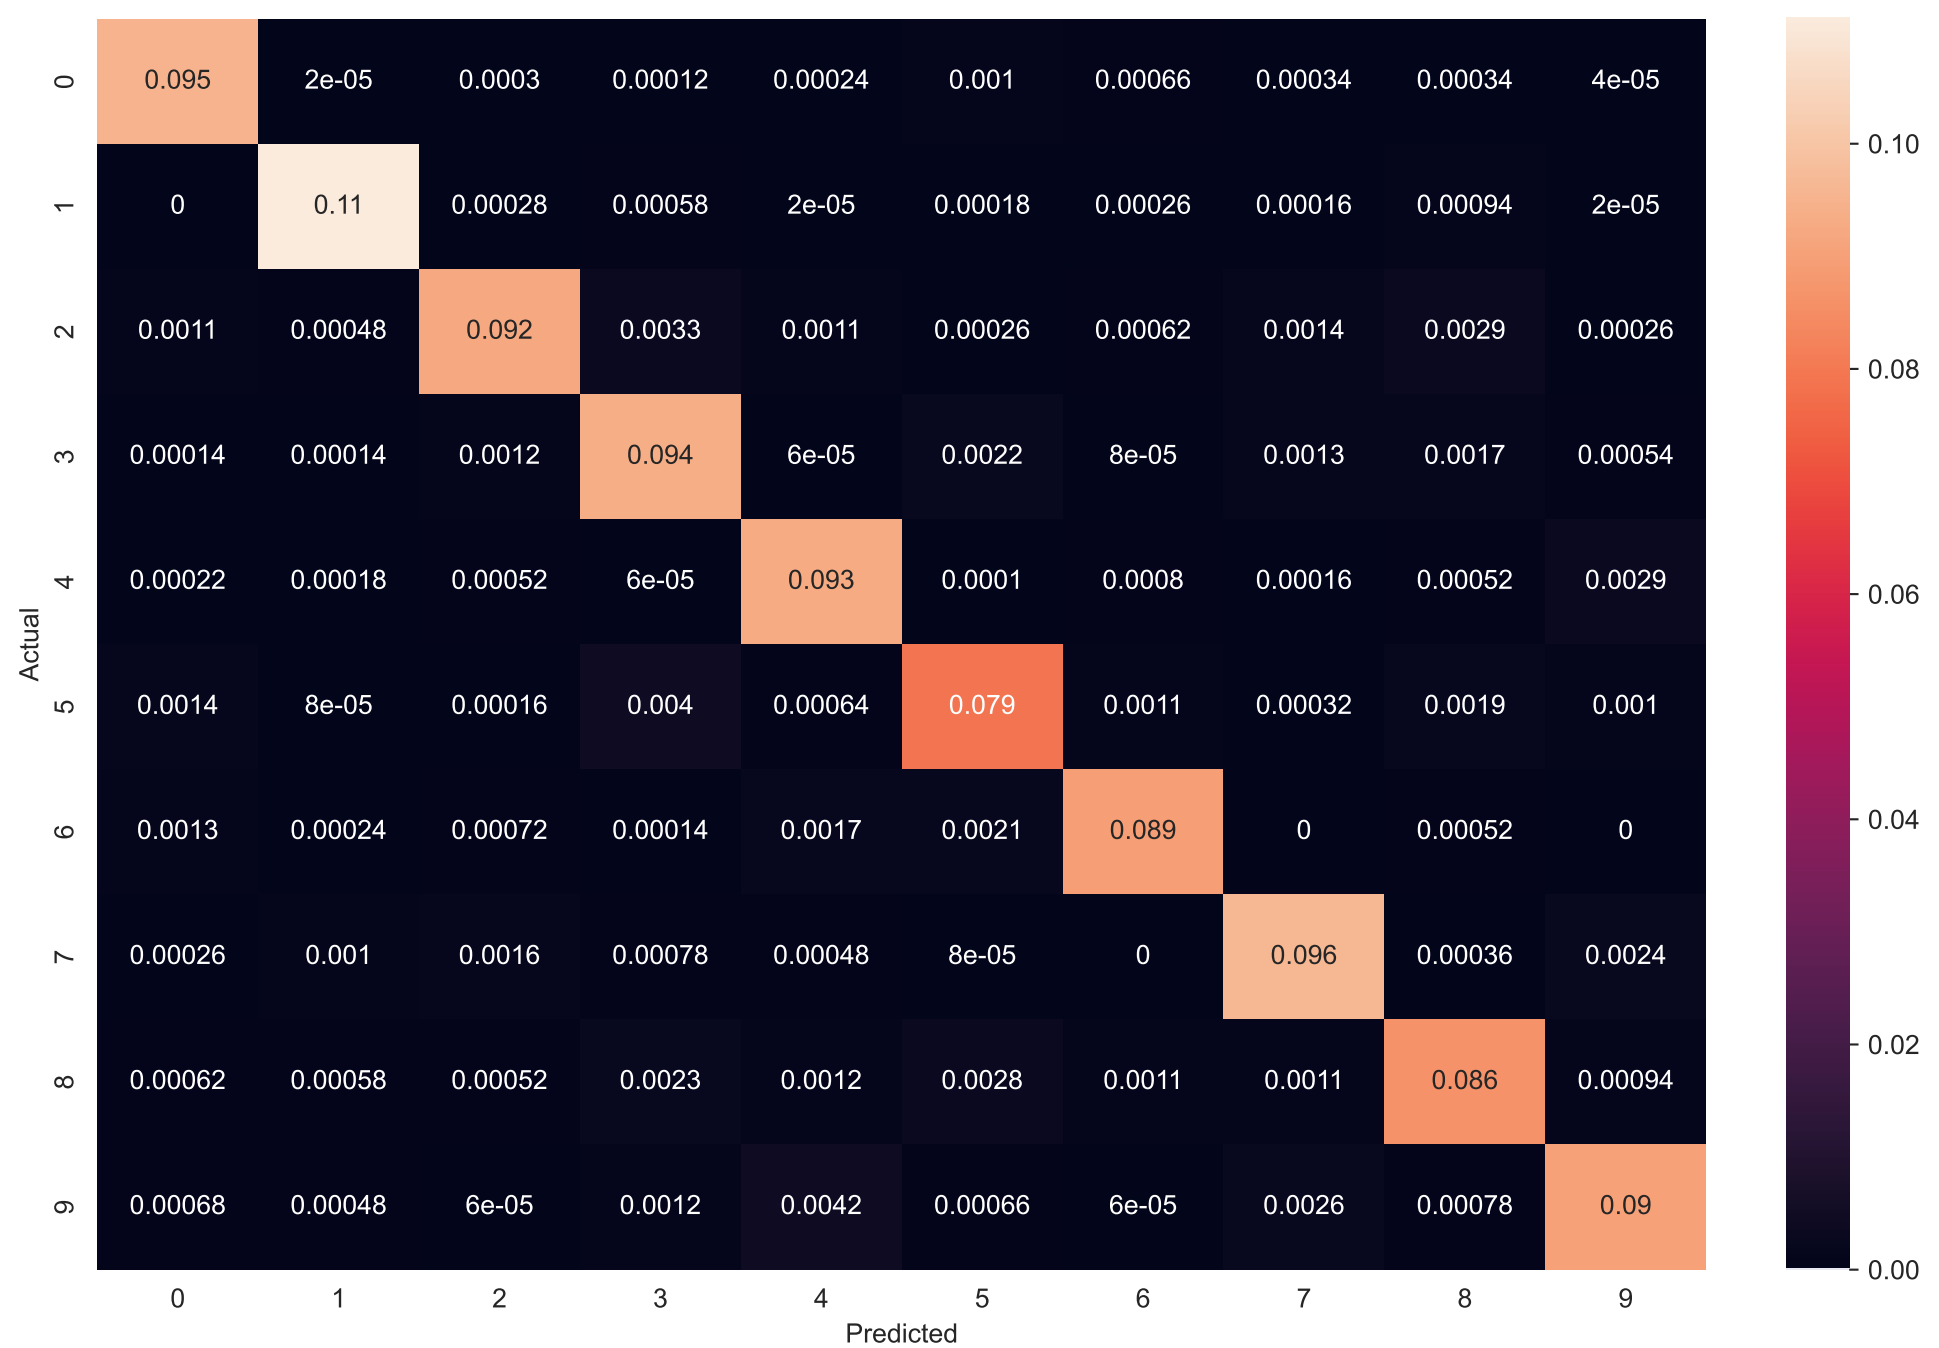 0 0.095 2e-05 0.0003 0.00012 0.00024 0.001 0.00066 0.00034 0.00034 4e-05
0.10
1 0 0.11 0.00028 0.00058 2e-05 0.00018 0.00026 0.00016 0.00094 2e-05
2 0.0011 0.00048 0.092 0.0033 0.0011 0.00026 0.00062 0.0014 0.0029 0.00026
0.08
3 0.00014 0.00014 0.0012 0.094 6e-05 0.0022 8e-05 0.0013 0.0017 0.00054
4 0.00022 0.00018 0.00052 6e-05 0.093 0.0001 0.0008 0.00016 0.00052 0.0029
0.06
Actual
5 0.0014 8e-05 0.00016 0.004 0.00064 0.079 0.0011 0.00032 0.0019 0.001
0.04
6 0.0013 0.00024 0.00072 0.00014 0.0017 0.0021 0.089 0 0.00052 0
7 0.00026 0.001 0.0016 0.00078 0.00048 8e-05 0 0.096 0.00036 0.0024
0.02
8 0.00062 0.00058 0.00052 0.0023 0.0012 0.0028 0.0011 0.0011 0.086 0.00094
9 0.00068 0.00048 6e-05 0.0012 0.0042 0.00066 6e-05 0.0026 0.00078 0.09
0.00
0 1 2 3 4 5 6 7 8 9
Predicted